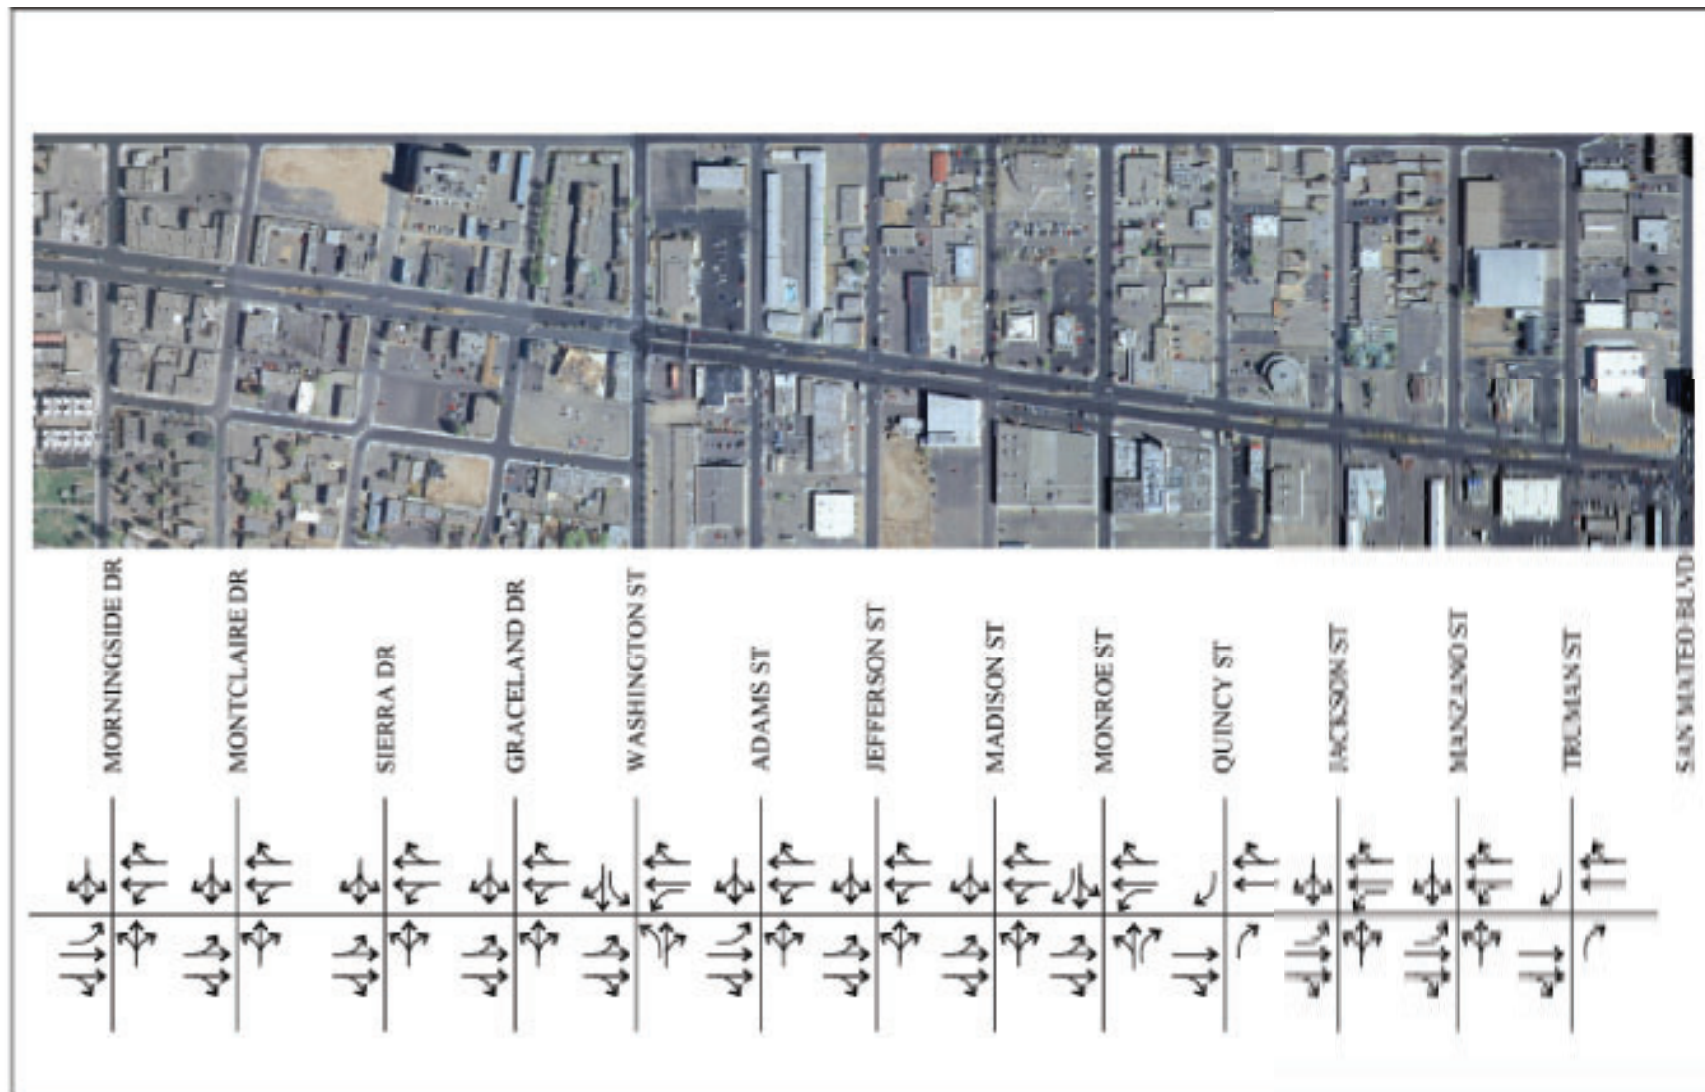 MORNINGSIDE DR
MONTCLAIRE DR
SIERRA DR
GRACELAND DR
WASHINGTON ST
ADAMS ST
JEFFERSON ST
MADISON ST
MONROE ST
QUINCY ST
JACKSON ST
MANZANO ST
TRUMAN ST
SAN MATEO BLVD